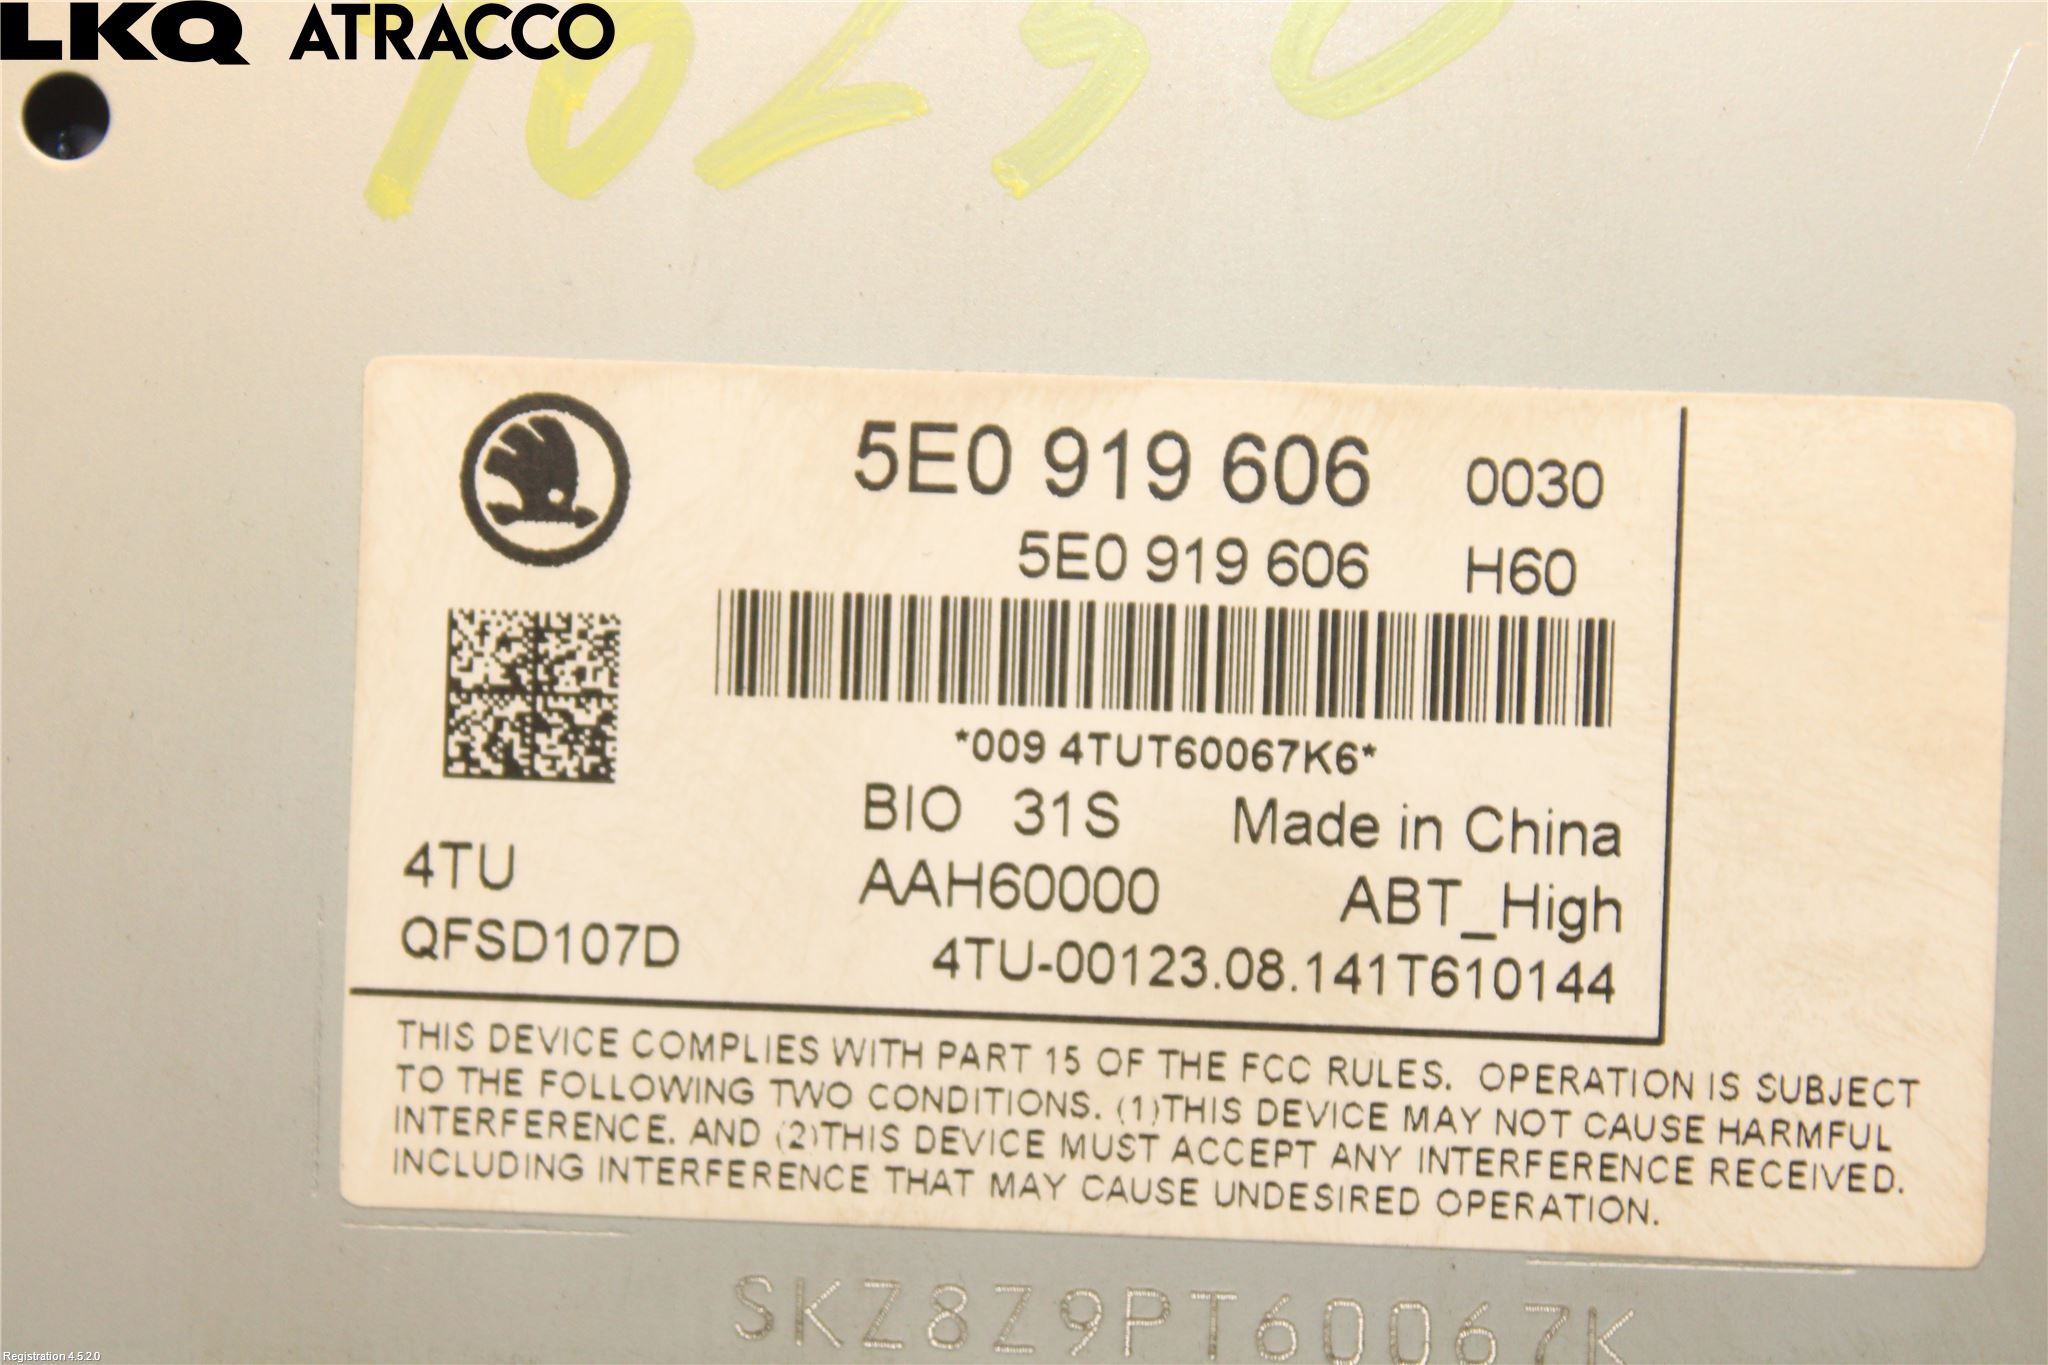 LKQ ATRACCO
5E0 919 606 0030
5E0 919 606 H60
*009 4TUT60067K6*
BIO 31S Made in China
4TU AAH60000 ABT_High
QFSD107D 4TU-00123.08.141T610144
THIS DEVICE COMPLIES WITH PART 15 OF THE FCC RULES. OPERATION IS SUBJECT
TO THE FOLLOWING TWO CONDITIONS. (1)THIS DEVICE MAY NOT CAUSE HARMFUL
INTERFERENCE. AND (2)THIS DEVICE MUST ACCEPT ANY INTERFERENCE RECEIVED.
INCLUDING INTERFERENCE THAT MAY CAUSE UNDESIRED OPERATION.
SKZ8Z9PT60067K
Registration 4.5.2.0